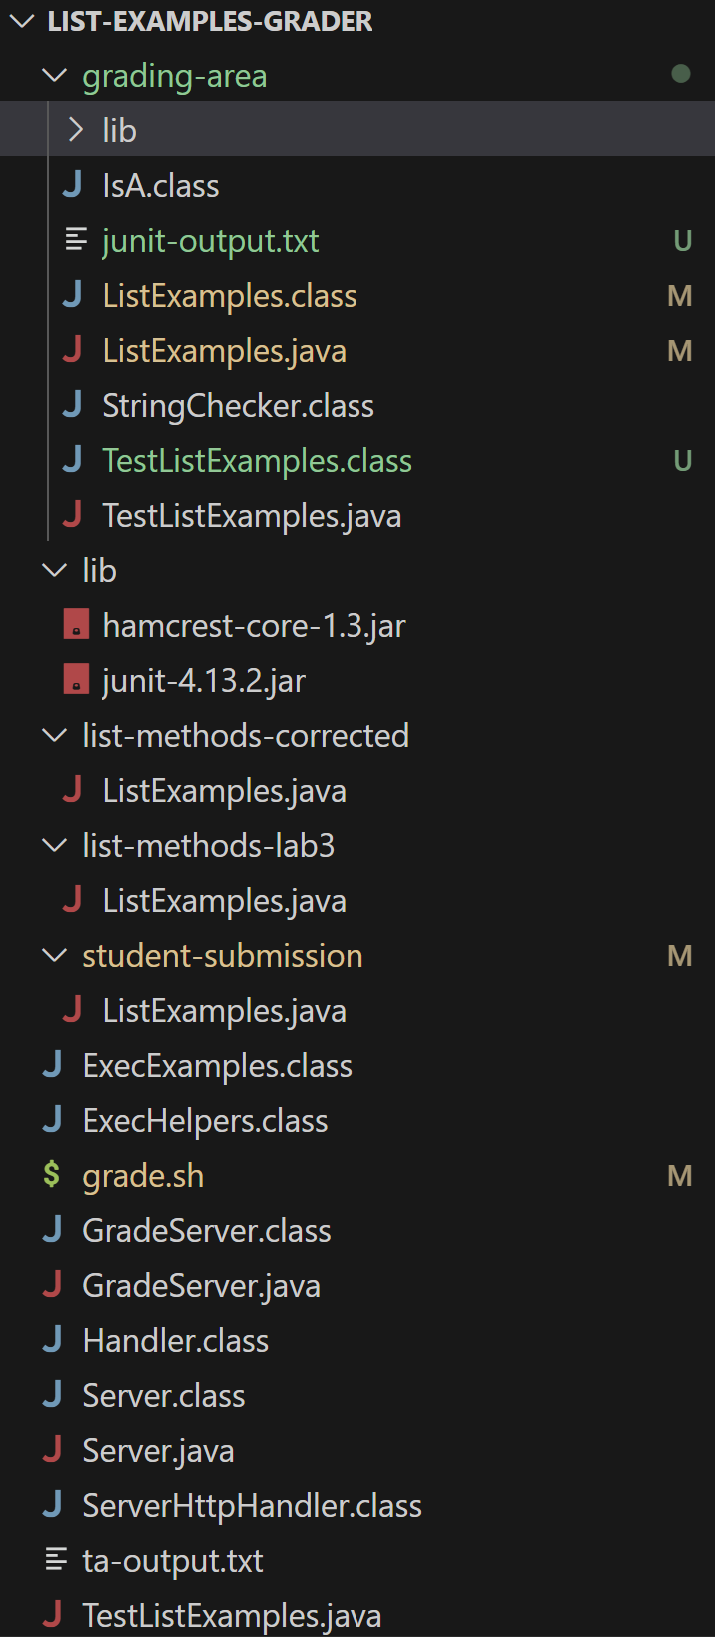 LIST-EXAMPLES-GRADER
grading-area
lib
IsA.class
junit-output.txt U
ListExamples.class M
ListExamples.java M
StringChecker.class
TestListExamples.class U
TestListExamples.java
lib
hamcrest-core-1.3.jar
junit-4.13.2.jar
list-methods-corrected
ListExamples.java
list-methods-lab3
ListExamples.java
student-submission M
ListExamples.java
ExecExamples.class
ExecHelpers.class
grade.sh M
GradeServer.class
GradeServer.java
Handler.class
Server.class
Server.java
ServerHttpHandler.class
ta-output.txt
TestListExamples.java